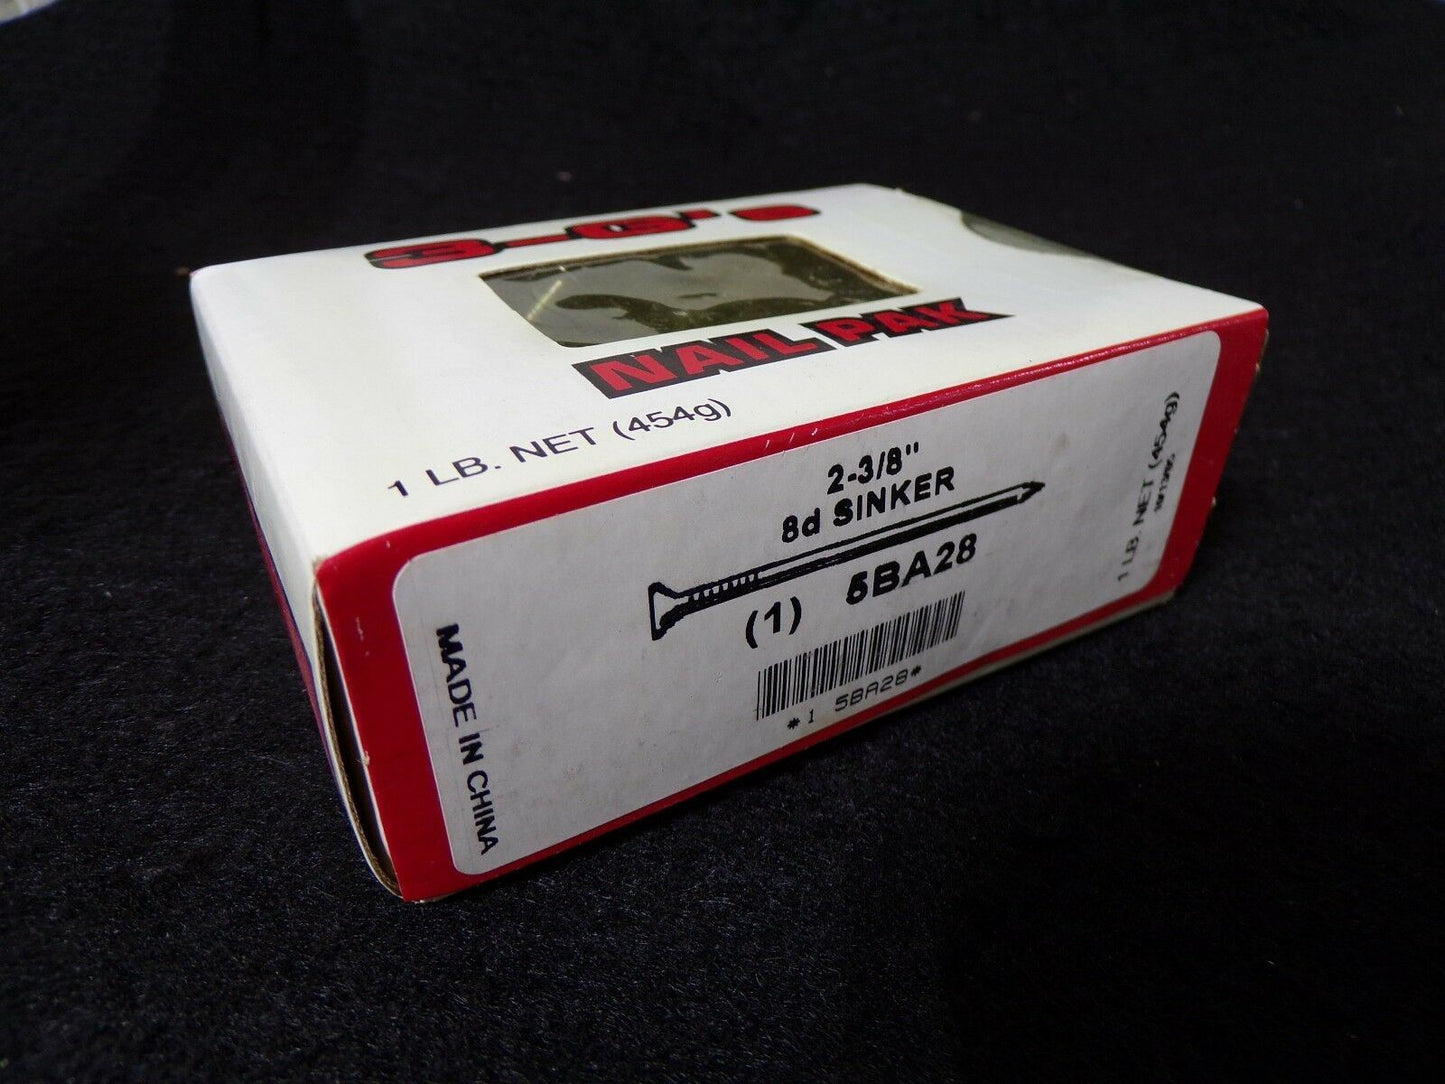 3-G's
NAIL PAK
1 LB. NET (454g)
2-3/8"
8d SINKER
(1) 5BA28
*1 5BA28*
MADE IN CHINA
1 LB. NET (454g)